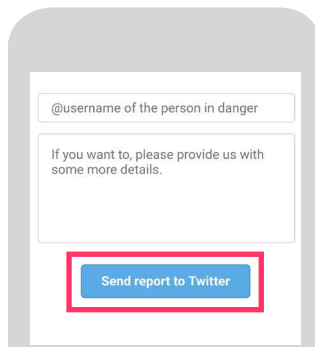 @username of the person in danger
If you want to, please provide us with
some more details.
Send report to Twitter